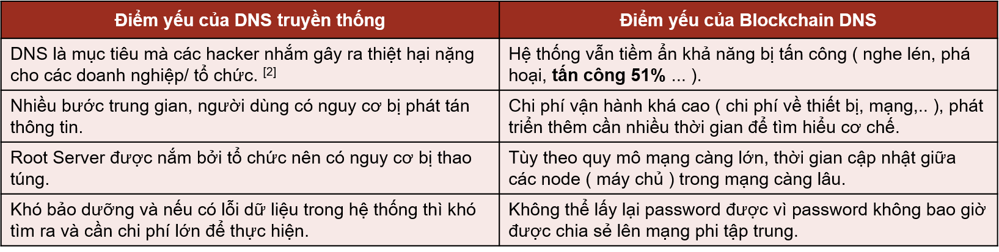 Điểm yếu của DNS truyền thống
Điểm yếu của Blockchain DNS
DNS là mục tiêu mà các hacker nhắm gây ra thiệt hại nặng
cho các doanh nghiệp/ tổ chức. [2]
Hệ thống vẫn tiềm ẩn khả năng bị tấn công ( nghe lén, phá
hoại, tấn công 51% ... ).
Nhiều bước trung gian, người dùng có nguy cơ bị phát tán
thông tin.
Chi phí vận hành khá cao ( chi phí về thiết bị, mạng,.. ), phát
triển thêm cần nhiều thời gian để tìm hiểu cơ chế.
Root Server được nắm bởi tổ chức nên có nguy cơ bị thao
túng.
Tùy theo quy mô mạng càng lớn, thời gian cập nhật giữa
các node ( máy chủ ) trong mạng càng lâu.
Khó bảo dưỡng và nếu có lỗi dữ liệu trong hệ thống thì khó
tìm ra và cần chi phí lớn để thực hiện.
Không thể lấy lại password được vì password không bao giờ
được chia sẻ lên mạng phi tập trung.